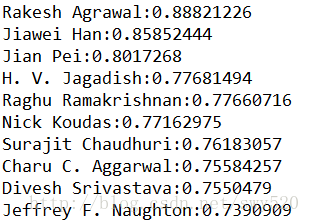 Rakesh Agrawal:0.88821226
Jiawei Han:0.85852444
Jian Pei:0.8017268
H. V. Jagadish:0.77681494
Raghu Ramakrishnan:0.77660716
Nick Koudas:0.77162975
Surajit Chaudhuri:0.76183057
Charu C. Aggarwal:0.75584257
Divesh Srivastava:0.7550479
Jeffrey F. Naughton:0.7390909